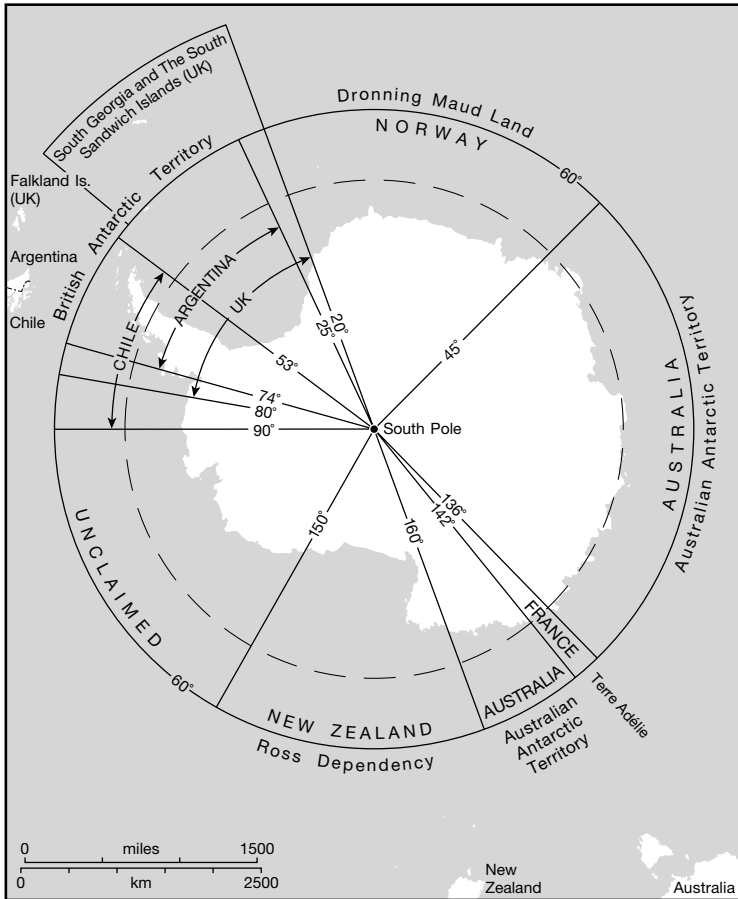 South Georgia and The South
Sandwich Islands (UK)
Dronning Maud Land
NORWAY
60°
British Antarctic Territory
Falkland Is.
(UK)
Argentina
Chile
CHILE
ARGENTINA
UK
20°
25°
45°
53°
74°
80°
90°
South Pole
AUSTRALIA
Australian Antarctic Territory
136°
142°
150°
160°
UNCLAIMED
60°
FRANCE
Terre Adélie
AUSTRALIA
Australian
Antarctic
Territory
NEW ZEALAND
Ross Dependency
0 miles 1500
0 km 2500
New
Zealand
Australia